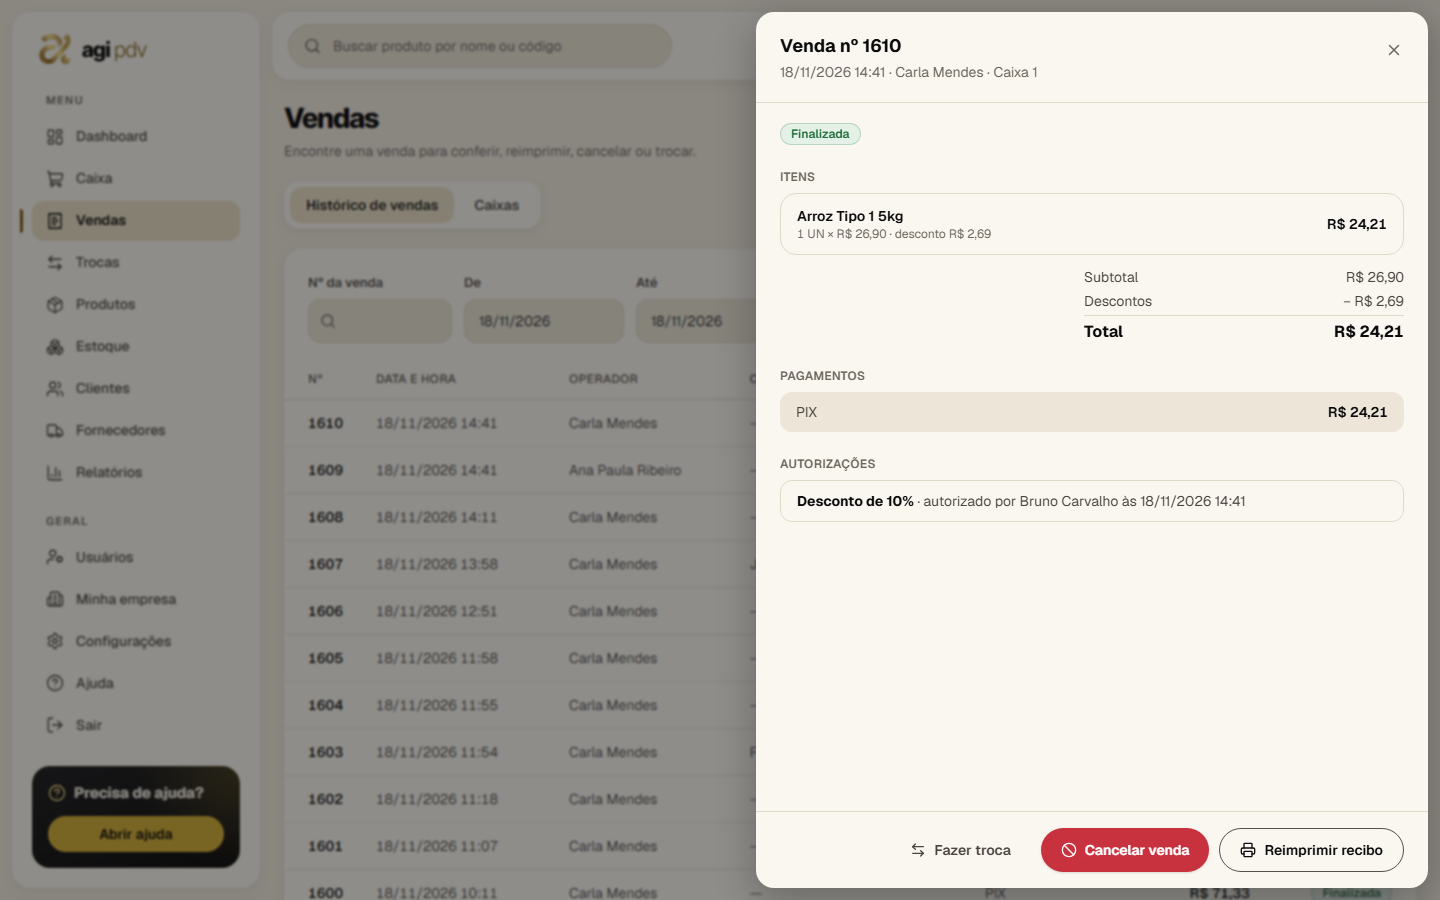 agi pdv
MENU
Dashboard
Caixa
Vendas
Trocas
Produtos
Estoque
Clientes
Fornecedores
Relatórios
GERAL
Usuários
Minha empresa
Configurações
Ajuda
Sair
Precisa de ajuda?
Abrir ajuda
Buscar produto por nome ou código
Vendas
Encontre uma venda para conferir, reimprimir, cancelar ou trocar.
Histórico de vendas Caixas
Nº da venda De Até
18/11/2026 18/11/2026
Nº DATA E HORA OPERADOR
1610 18/11/2026 14:41 Carla Mendes
1609 18/11/2026 14:41 Ana Paula Ribeiro
1608 18/11/2026 14:11 Carla Mendes
1607 18/11/2026 13:58 Carla Mendes
1606 18/11/2026 12:51 Carla Mendes
1605 18/11/2026 11:58 Carla Mendes
1604 18/11/2026 11:55 Carla Mendes
1603 18/11/2026 11:54 Carla Mendes
1602 18/11/2026 11:18 Carla Mendes
1601 18/11/2026 11:07 Carla Mendes
1600 18/11/2026 10:11 Carla Mendes — PIX R$ 71,33 Finalizada
Venda nº 1610
18/11/2026 14:41 · Carla Mendes · Caixa 1
Finalizada
ITENS
Arroz Tipo 1 5kg R$ 24,21
1 UN × R$ 26,90 · desconto R$ 2,69
Subtotal R$ 26,90
Descontos – R$ 2,69
Total R$ 24,21
PAGAMENTOS
PIX R$ 24,21
AUTORIZAÇÕES
Desconto de 10% · autorizado por Bruno Carvalho às 18/11/2026 14:41
Fazer troca Cancelar venda Reimprimir recibo